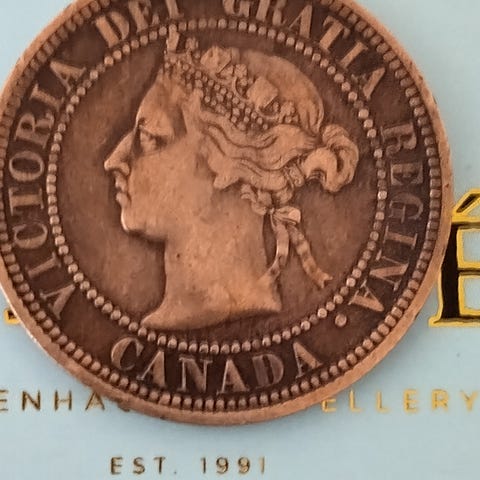 VICTORIA DEI GRATIA REGINA.
CANADA
ENHA ELLERY
EST. 1991